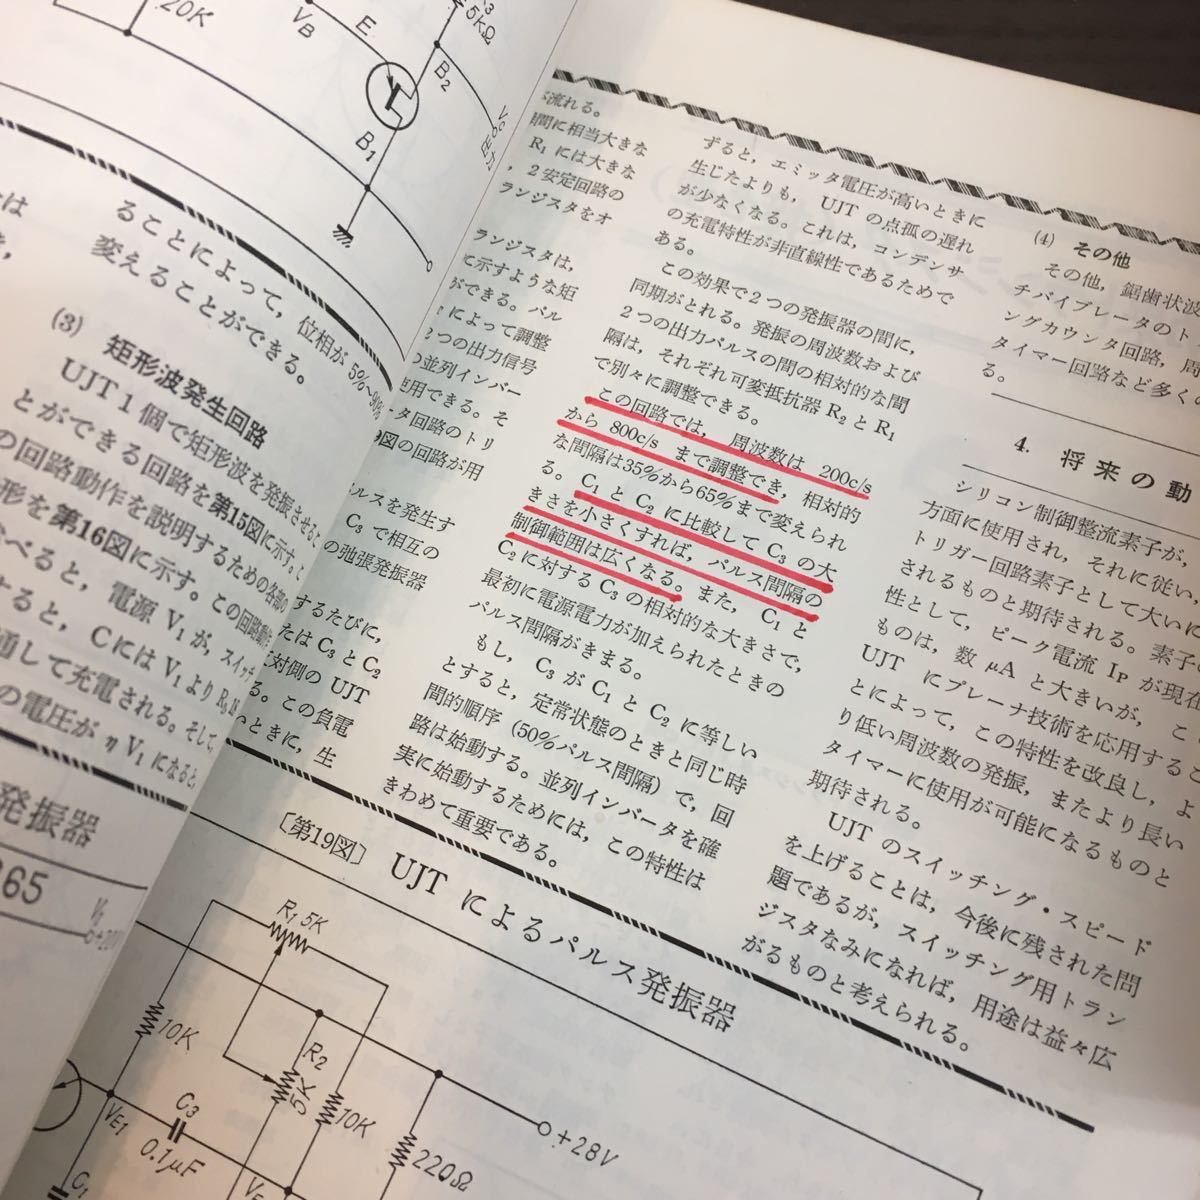 20K
V_B
E
C3
5KΩ
B2
B1
VC
出力
ることによって，位相が 5%～90%
変えることができる。
(3) 矩形波発生回路
UJT 1個で矩形波を発振させる
とができる回路を第15図に示す。こ
の回路動作を説明するための各部の
形を第16図に示す。この回路動
べると，電源 V1 が，スイッチ
すると，C には V1 より
通して充電される。そして，
の電圧が ηV1 になると，
発振器
365
V1
流れる。
間に相当大きな
R1 には大きな
，2安定回路の
ランジスタをオ
ランジスタは，
て示すような矩
ができる。パル
によって調整
2つの出力信号
の並列インバー
使用できる。そ
ータ回路のトリ
9図の回路が用
パルスを発生す
C3 で相互の
の弛張発振器
するたびに，
たは C3 と C2
対側の UJT
る。この負電
ときに，生
ずると，エミッタ電圧が高いときに
生じたよりも，UJT の点孤の遅れ
が少なくなる。これは，コンデンサ
の充電特性が非直線性であるためで
ある。
この効果で2つの発振器の間に，
同期がとれる。発振の周波数および
2つの出力パルスの間の相対的な間
隔は，それぞれ可変抵抗器 R2 と R1
で別々に調整できる。
この回路では，周波数は 200c/s
から 800c/s まで調整でき，相対的
な間隔は35%から65%まで変えられ
る。C1 と C2 に比較して C3 の大
きさを小さくすれば，パルス間隔の
制御範囲は広くなる。また，C1 と
C2 に対する C3 の相対的な大きさで，
最初に電源電力が加えられたときの
パルス間隔がきまる。
もし，C3 が C1 と C2 に等しい
とすると，定常状態のときと同じ時
間的順序（50%パルス間隔）で，回
路は始動する。並列インバータを確
実に始動するためには，この特性は
きわめて重要である。
(4) その他
その他，鋸歯状波
チバイブレータのト
ングカウンタ回路，周
タイマー回路など多くの
る。
4. 将来の動
シリコン制御整流素子が，
方面に使用され，それに従い，
トリガー回路素子として大いに
されるものと期待される。素子
性として，ピーク電流 IP が現在
ものは，数 μA と大きいが，こ
UJT にプレーナ技術を応用するこ
とによって，この特性を改良し，よ
り低い周波数の発振，またより長い
タイマーに使用が可能になるものと
期待される。
UJT のスイッチング・スピード
を上げることは，今後に残された問
題であるが，スイッチング用トラン
ジスタなみになれば，用途は益々広
がるものと考えられる。
〔第19図〕 UJT によるパルス発振器
R1 5K
10K
R2
5K
10K
220Ω
+28V
VE1
C3
0.1μF
C1